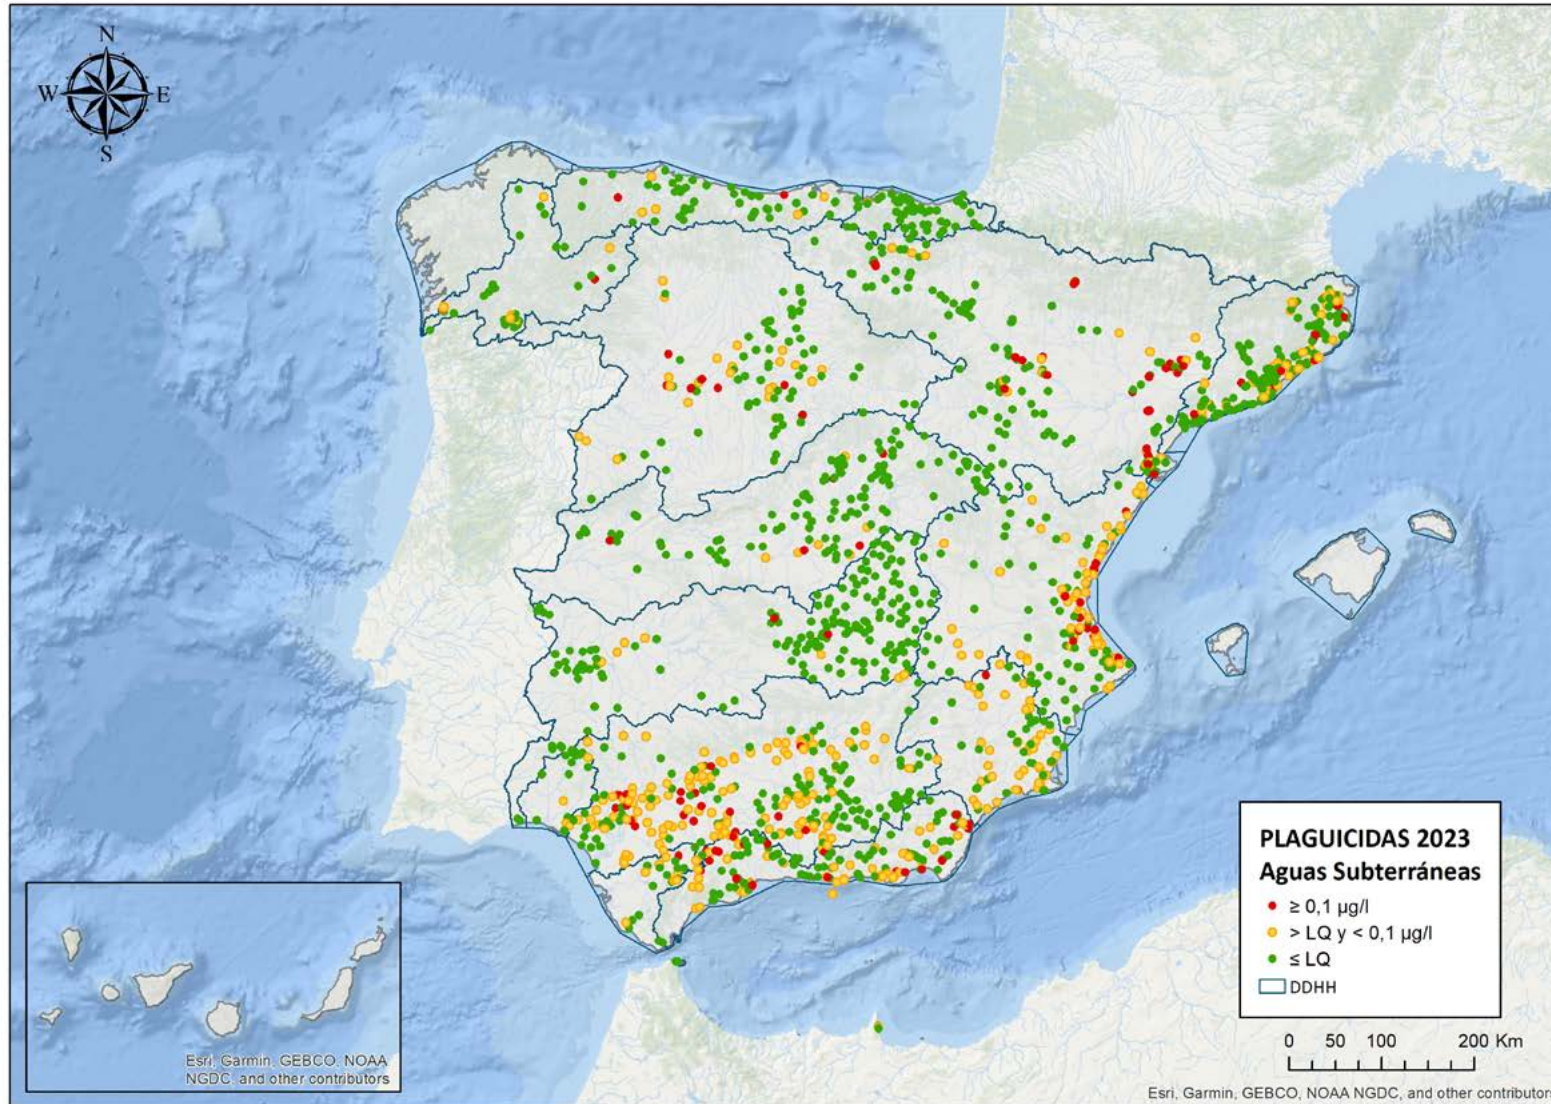 N
W E
S
PLAGUICIDAS 2023
Aguas Subterráneas
≥ 0,1 µg/l
> LQ y < 0,1 µg/l
≤ LQ
DDHH
0 50 100 200 Km
Esri, Garmin, GEBCO, NOAA
NGDC, and other contributors
Esri, Garmin, GEBCO, NOAA NGDC, and other contributors